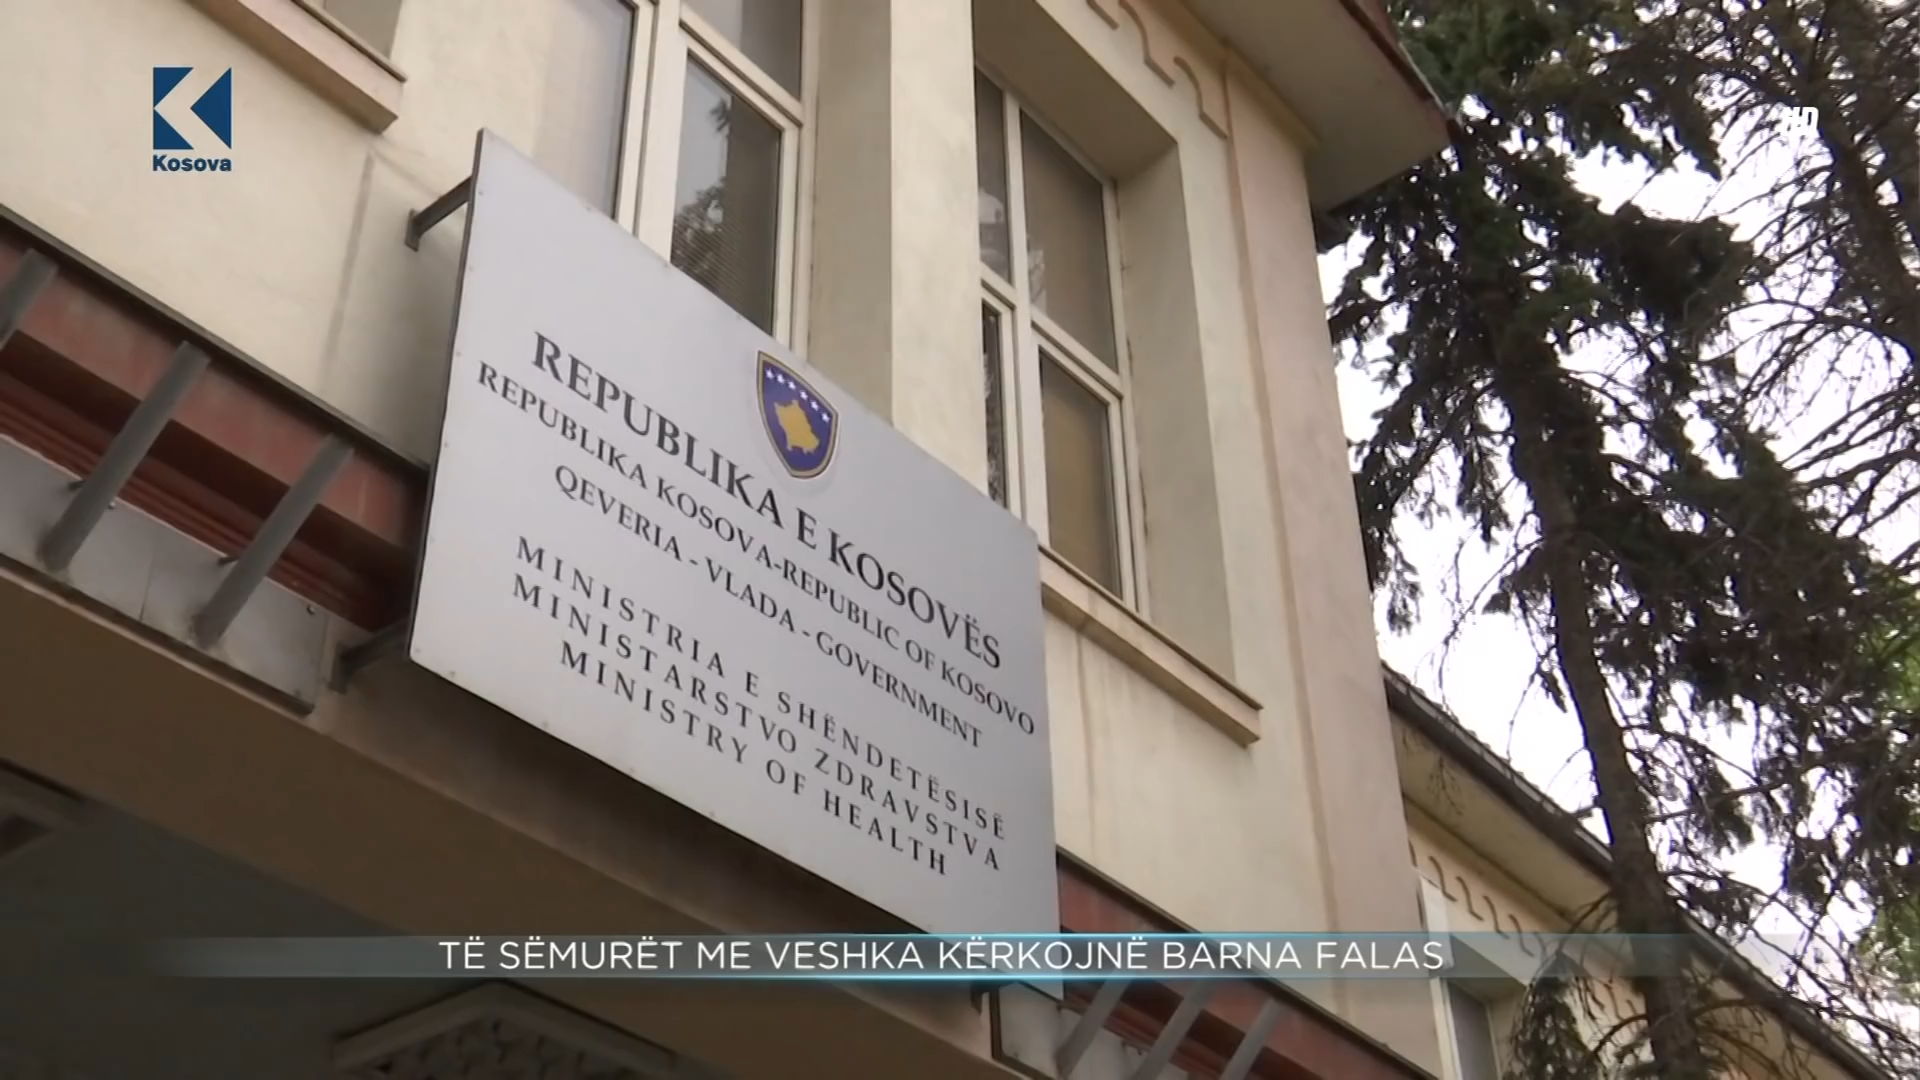 Kosova
HD
REPUBLIKA E KOSOVËS
REPUBLIKA KOSOVA-REPUBLIC OF KOSOVO
QEVERIA - VLADA - GOVERNMENT
MINISTRIA E SHËNDETËSISË
MINISTARSTVO ZDRAVSTVA
MINISTRY OF HEALTH
TË SËMURËT ME VESHKA KËRKOJNË BARNA FALAS